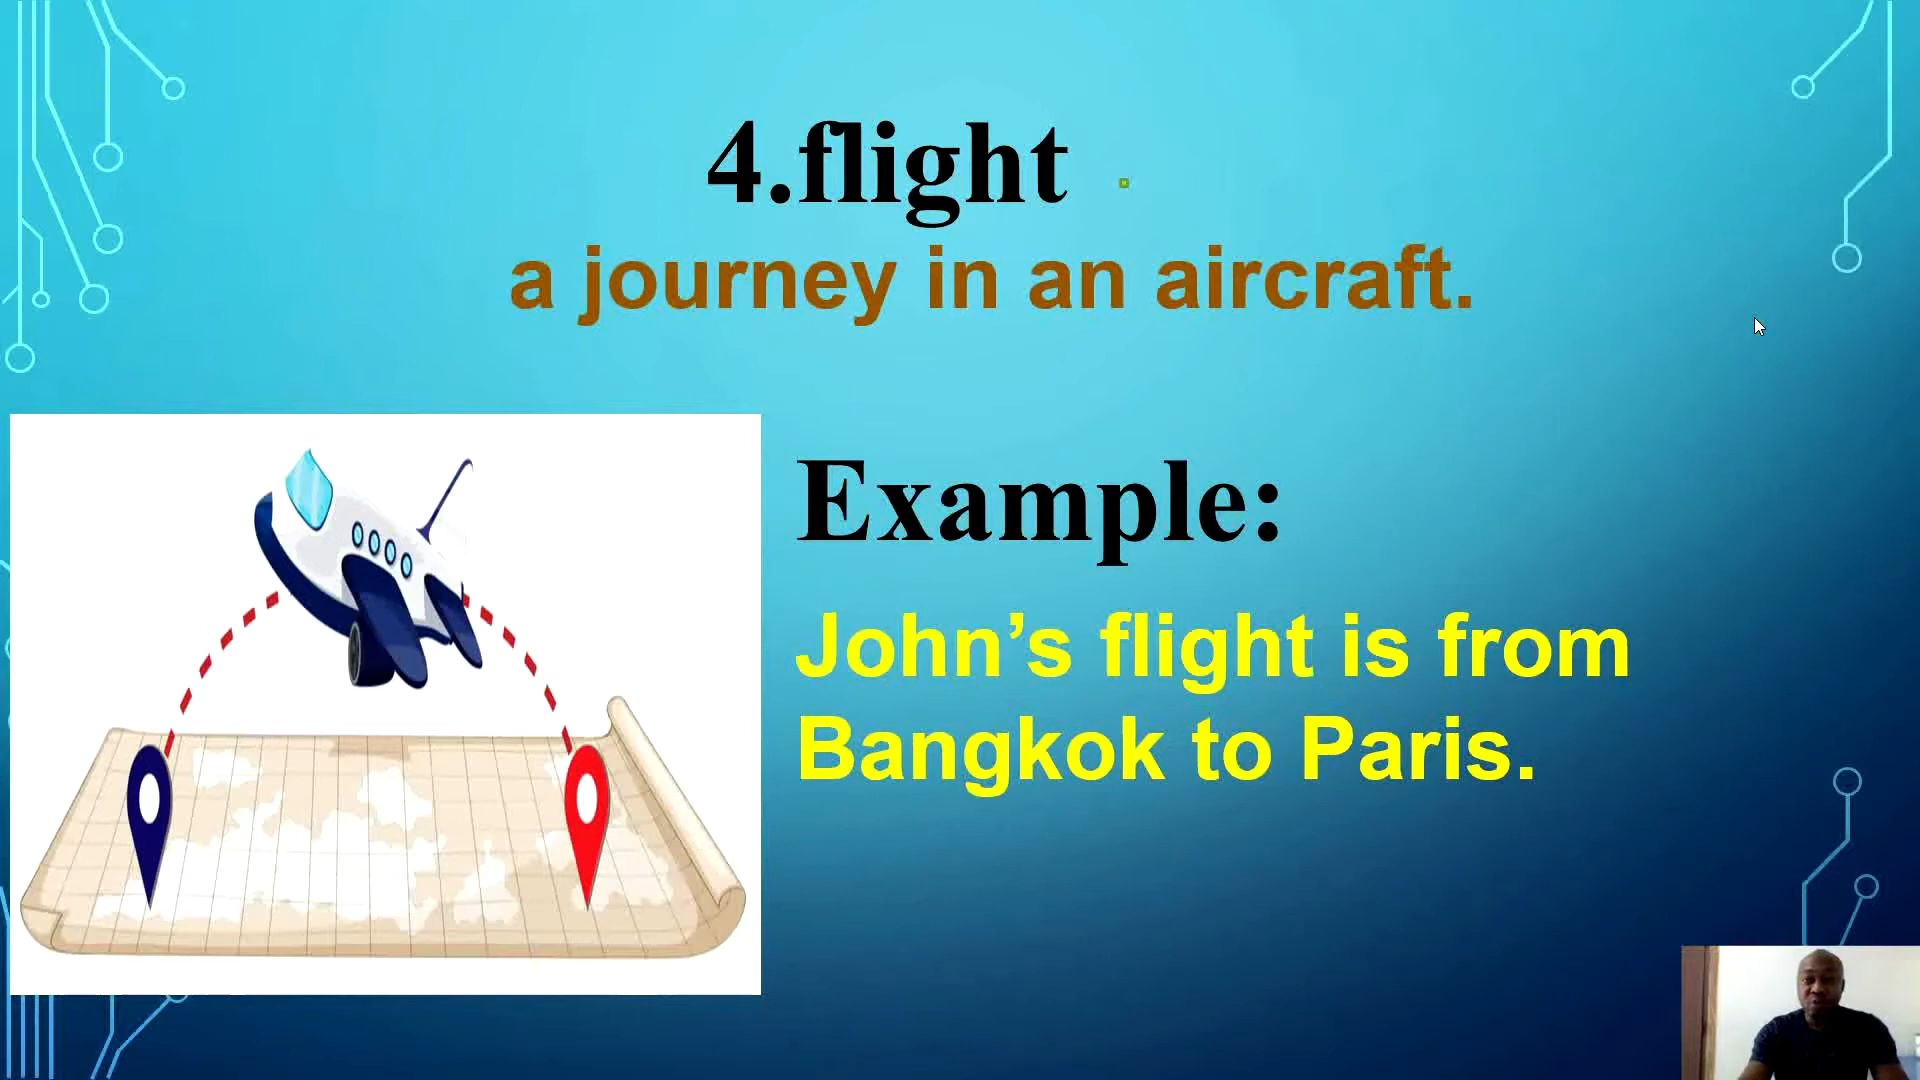 4.flight
a journey in an aircraft.
Example:
John’s flight is from
Bangkok to Paris.